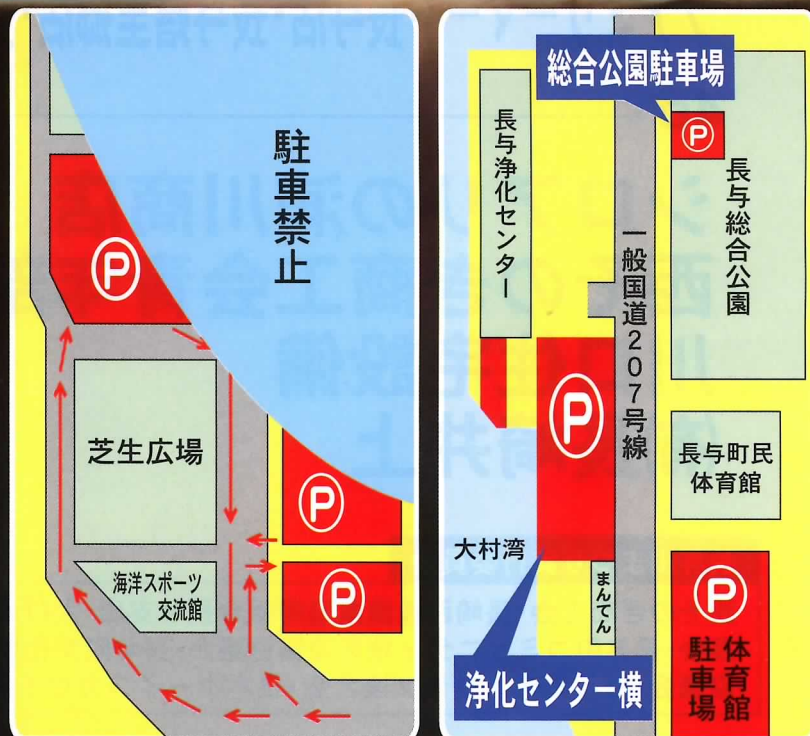 駐車禁止
P
芝生広場
P
海洋スポーツ
交流館
P
総合公園駐車場
P
長与浄化センター
長与総合公園
一般国道207号線
P
長与町民
体育館
大村湾
まんてん
P
体育館
駐車場
浄化センター横